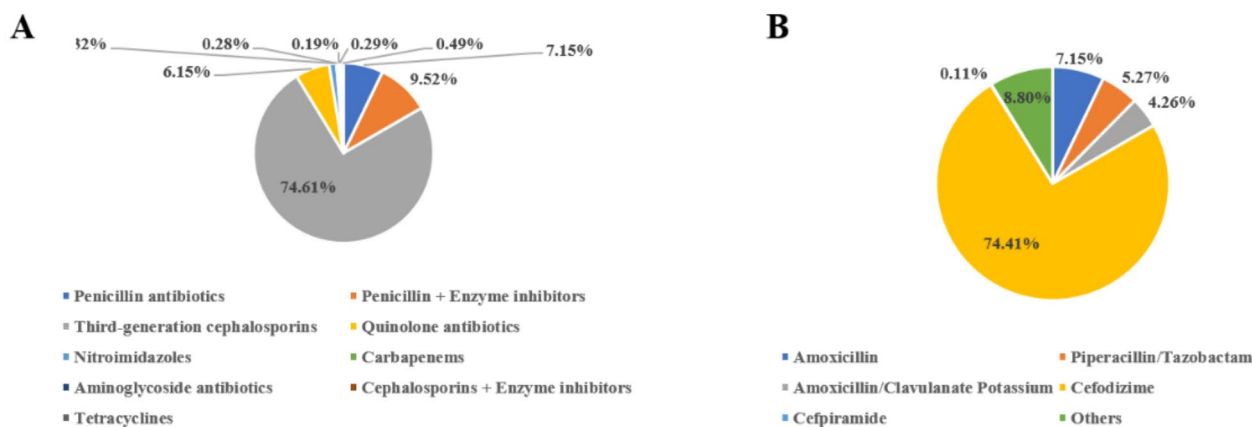 A
32% 0.28% 0.19% 0.29% 0.49% 7.15%
6.15% 9.52%
74.61%
Penicillin antibiotics Penicillin + Enzyme inhibitors
Third-generation cephalosporins Quinolone antibiotics
Nitroimidazoles Carbapenems
Aminoglycoside antibiotics Cephalosporins + Enzyme inhibitors
Tetracyclines
B
7.15%
0.11% 5.27%
8.80% 4.26%
74.41%
Amoxicillin Piperacillin/Tazobactam
Amoxicillin/Clavulanate Potassium Cefodizime
Cefpiramide Others